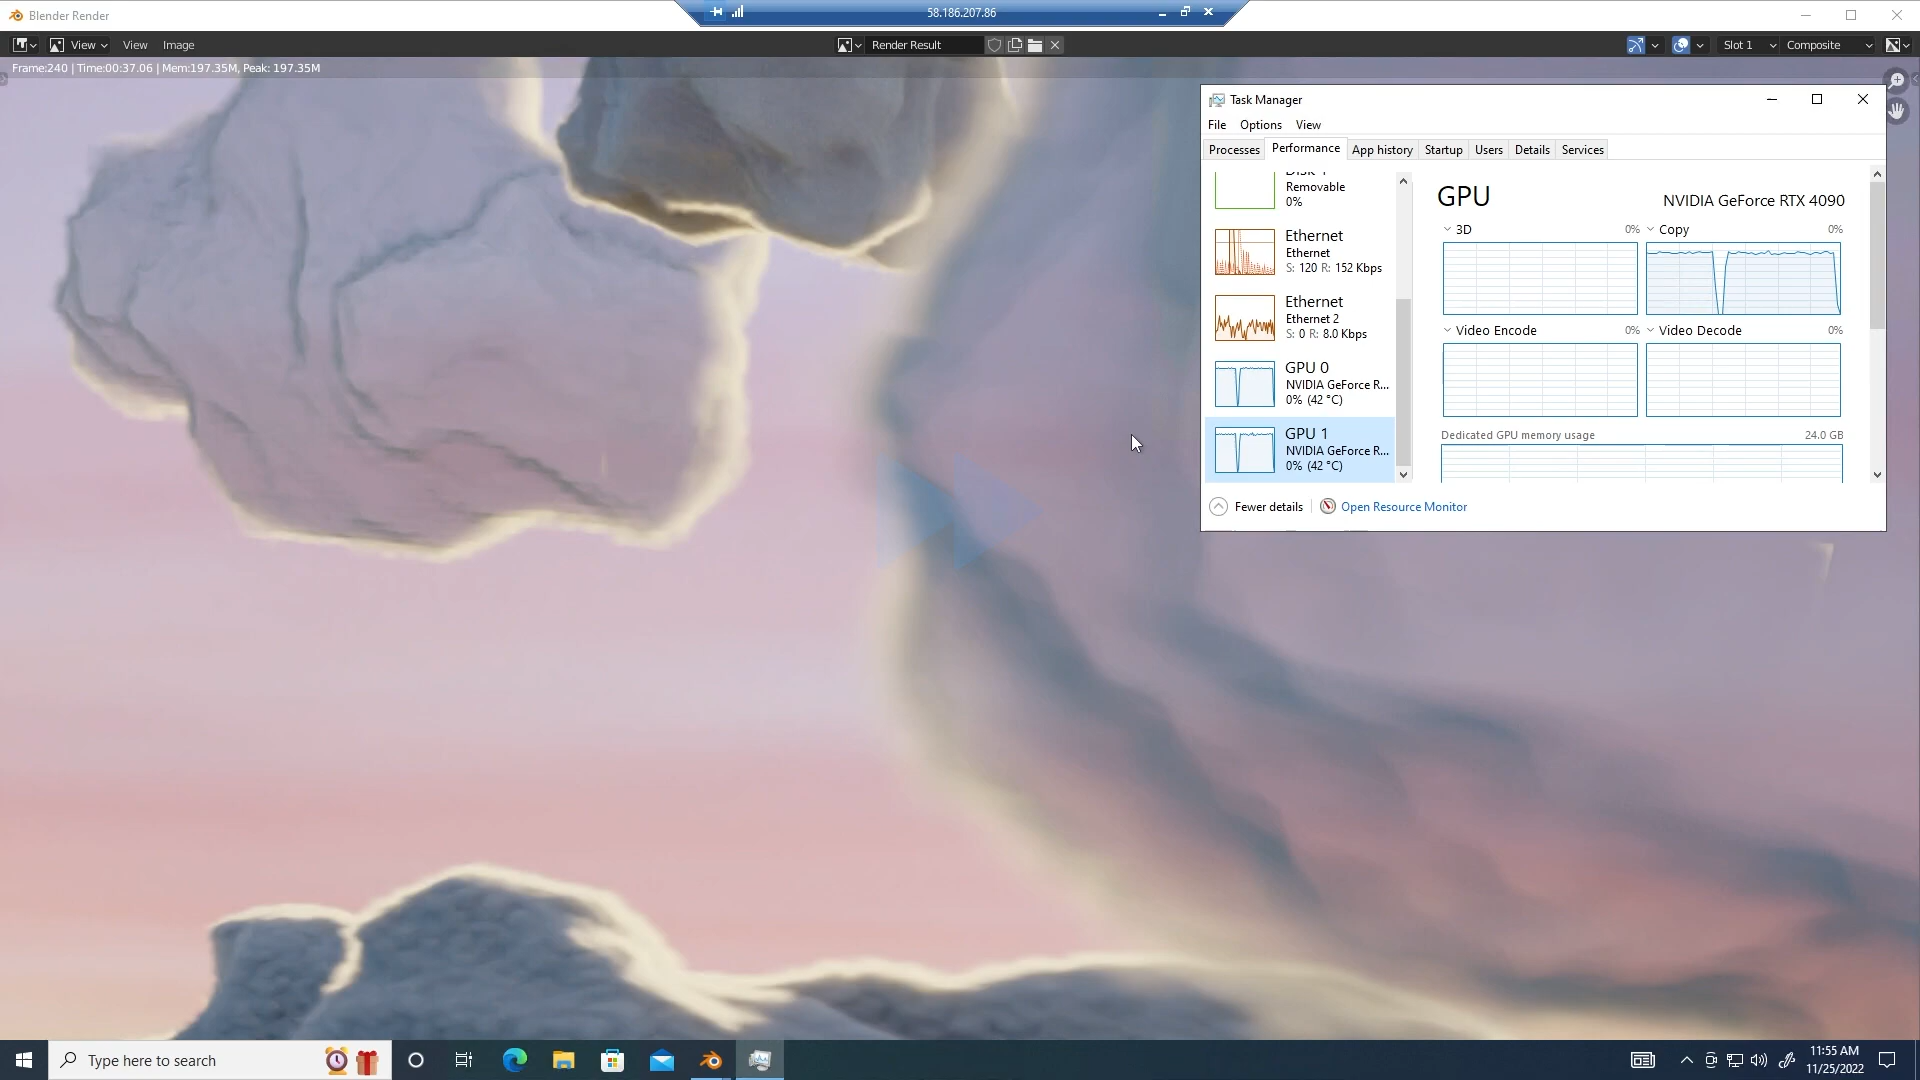 Blender Render
58.186.207.86
View
View
Image
Render Result
Slot 1
Composite
Frame:240 | Time:00:37.06 | Mem:197.35M, Peak: 197.35M
Task Manager
File Options View
Processes Performance App history Startup Users Details Services
Removable
0%
Ethernet
Ethernet
S: 120 R: 152 Kbps
Ethernet
Ethernet 2
S: 0 R: 8.0 Kbps
GPU 0
NVIDIA GeForce R...
0% (42 °C)
GPU 1
NVIDIA GeForce R...
0% (42 °C)
GPU
NVIDIA GeForce RTX 4090
3D 0%
Copy 0%
Video Encode 0%
Video Decode 0%
Dedicated GPU memory usage 24.0 GB
Fewer details
Open Resource Monitor
Type here to search
11:55 AM
11/25/2022